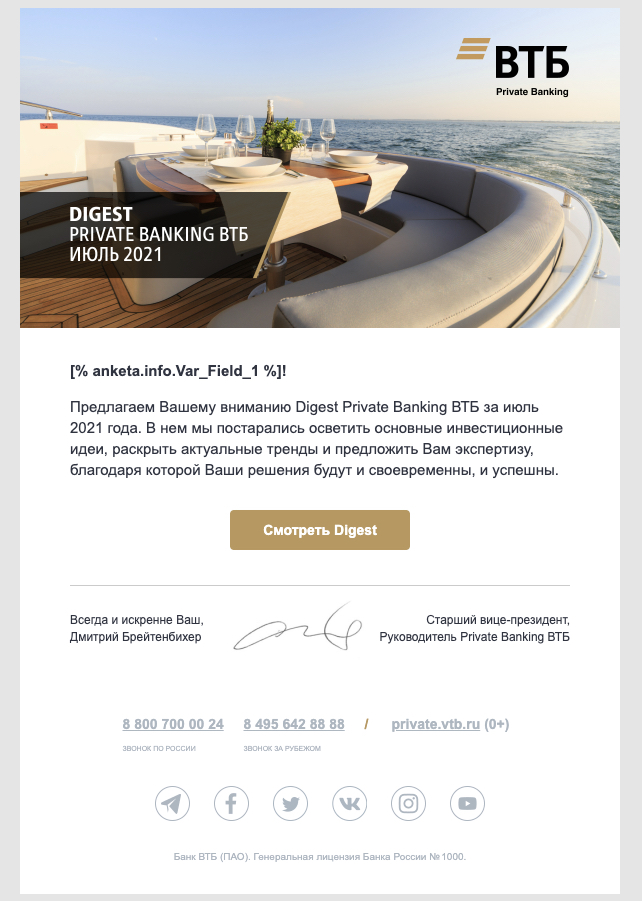 ВТБ
Private Banking
DIGEST
PRIVATE BANKING ВТБ
ИЮЛЬ 2021
[% anketa.info.Var_Field_1 %]!
Предлагаем Вашему вниманию Digest Private Banking ВТБ за июль
2021 года. В нем мы постарались осветить основные инвестиционные
идеи, раскрыть актуальные тренды и предложить Вам экспертизу,
благодаря которой Ваши решения будут и своевременны, и успешны.
Смотреть Digest
Всегда и искренне Ваш,
Дмитрий Брейтенбихер
Старший вице-президент,
Руководитель Private Banking ВТБ
8 800 700 00 24 8 495 642 88 88 / private.vtb.ru (0+)
ЗВОНОК ПО РОССИИ ЗВОНОК ЗА РУБЕЖОМ
Банк ВТБ (ПАО). Генеральная лицензия Банка России № 1000.